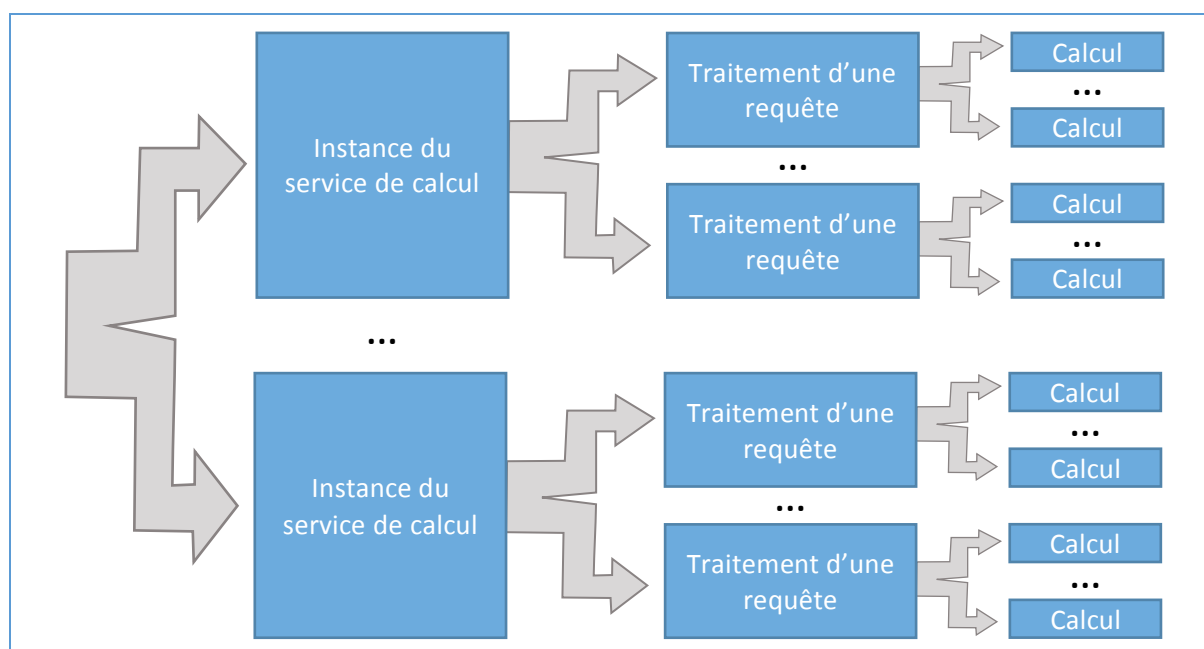 Instance du
service de calcul
Traitement d’une
requête
Calcul
...
Calcul
...
Traitement d’une
requête
Calcul
...
Calcul
...
Instance du
service de calcul
Traitement d’une
requête
Calcul
...
Calcul
...
Traitement d’une
requête
Calcul
...
Calcul